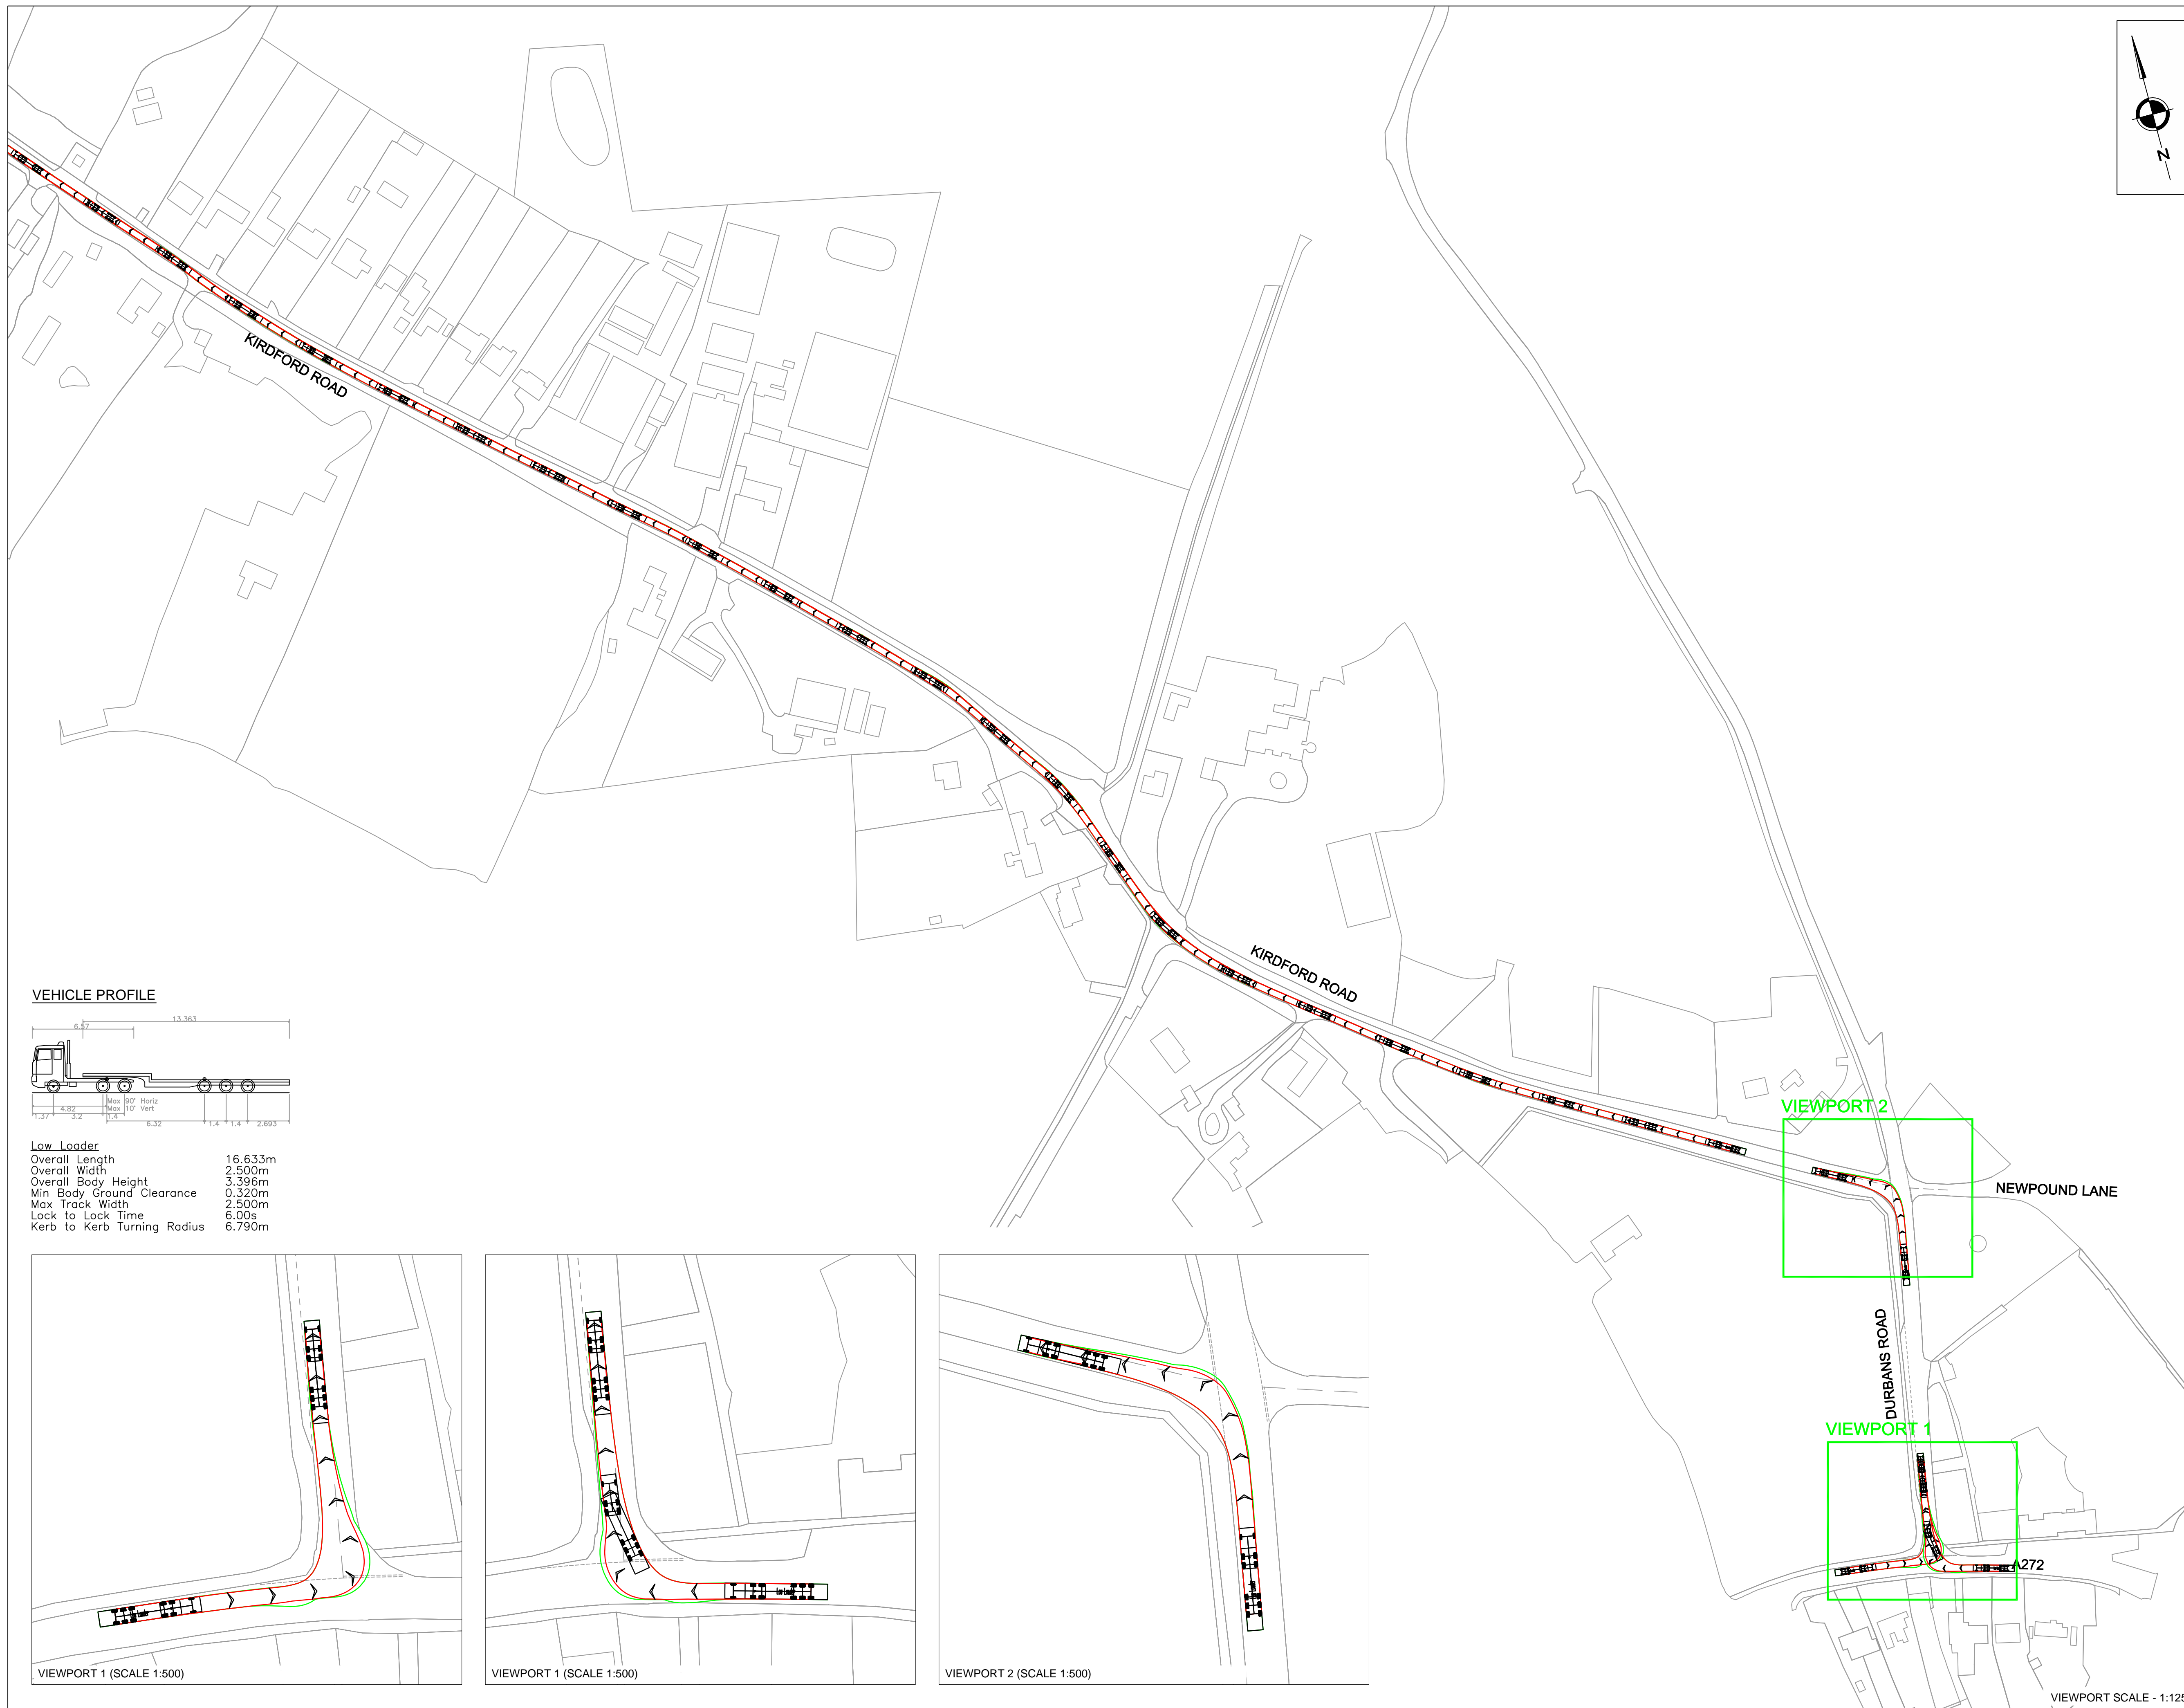 N
KIRDFORD ROAD
KIRDFORD ROAD
VIEWPORT 2
NEWPOUND LANE
DURBANS ROAD
VIEWPORT 1
A272
VEHICLE PROFILE
13.363
6.57
Max 90° Horiz
Max 10° Vert
4.82
1.37
3.2
1.4
6.32
1.4
1.4
2.693
Low Loader
Overall Length 16.633m
Overall Width 2.500m
Overall Body Height 3.396m
Min Body Ground Clearance 0.320m
Max Track Width 2.500m
Lock to Lock Time 6.00s
Kerb to Kerb Turning Radius 6.790m
VIEWPORT 1 (SCALE 1:500)
VIEWPORT 1 (SCALE 1:500)
VIEWPORT 2 (SCALE 1:500)
VIEWPORT SCALE -